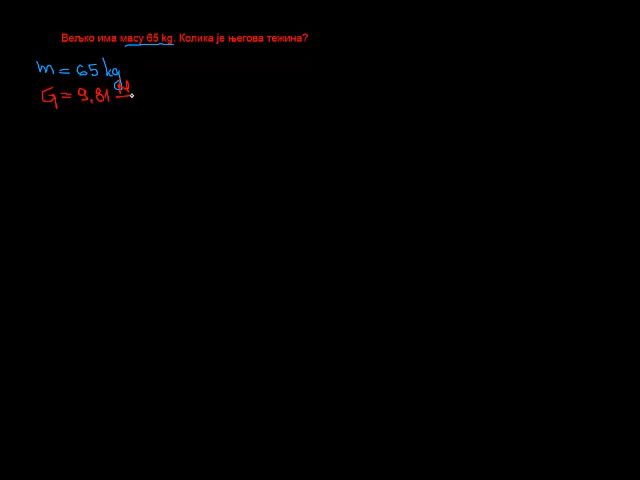 Вељко има масу 65 kg. Колика је његова тежина?
m = 65 kg
G = 9,81